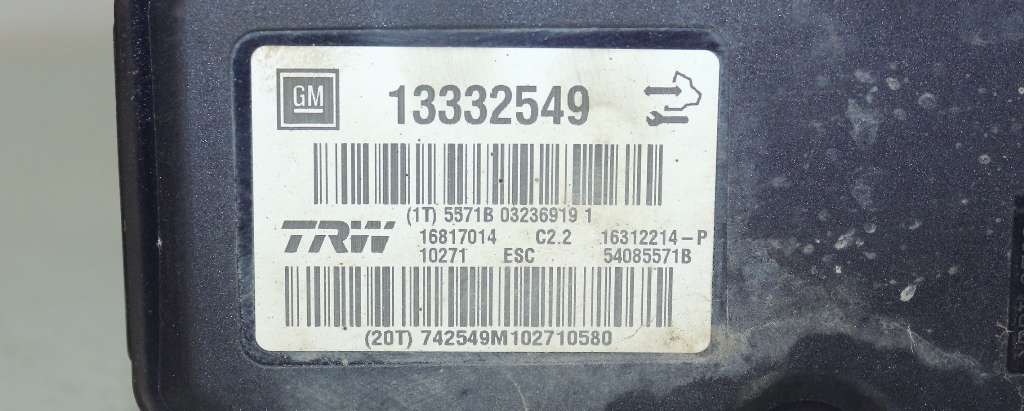 GM 13332549
(1T) 5571B 03236919 1
TRW 16817014 C2.2 16312214-P
10271 ESC 54085571B
(20T) 742549M102710580